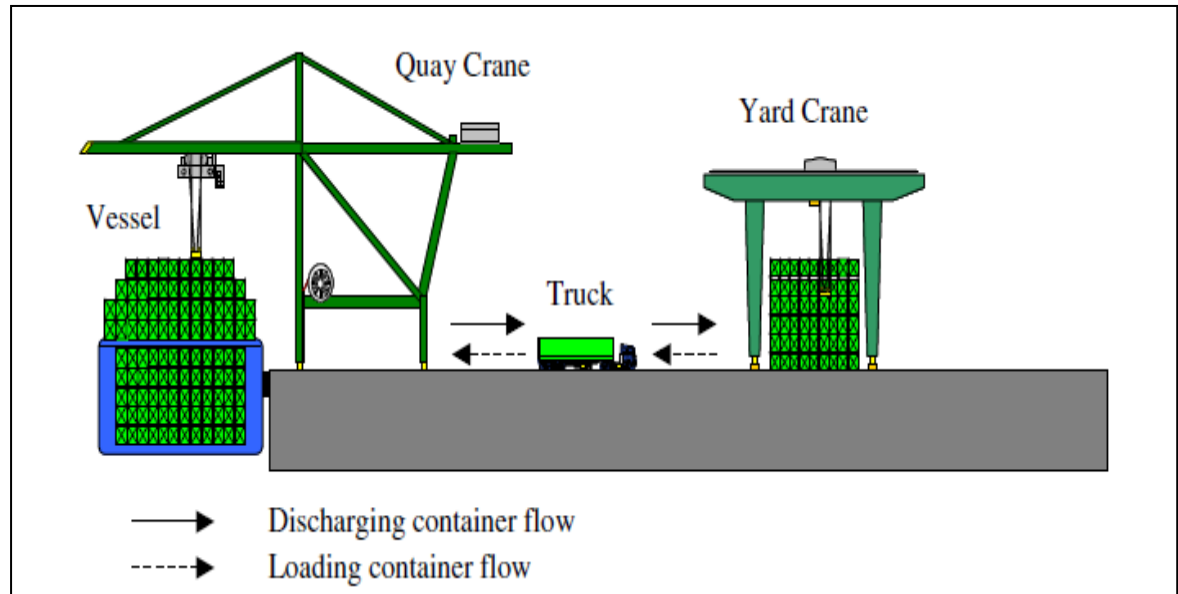 Quay Crane
Yard Crane
Vessel
Truck
Discharging container flow
Loading container flow